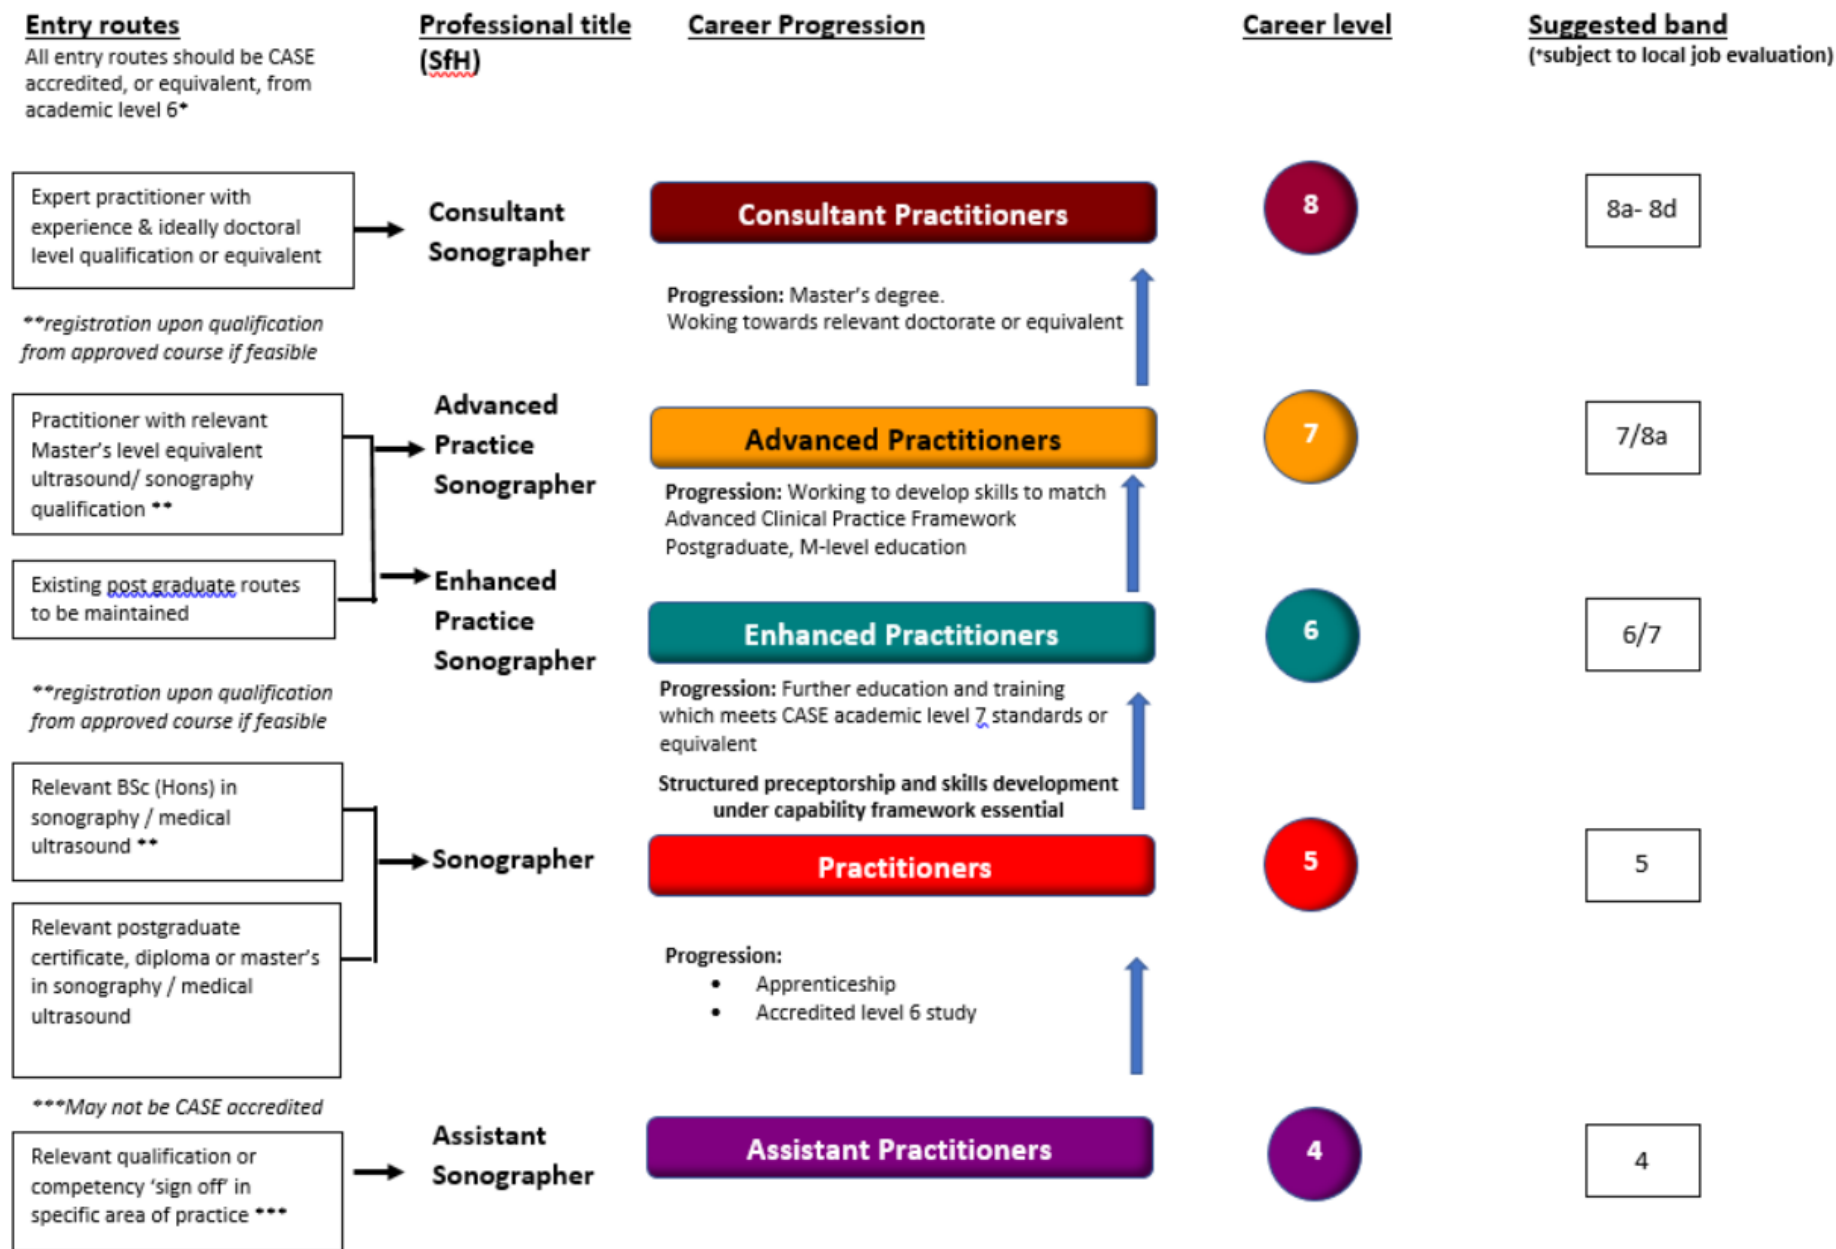 Entry routes
All entry routes should be CASE
accredited, or equivalent, from
academic level 6*
Professional title
(SfH)
Career Progression
Career level
Suggested band
(*subject to local job evaluation)
Expert practitioner with
experience & ideally doctoral
level qualification or equivalent
Consultant
Sonographer
Consultant Practitioners
8
8a- 8d
**registration upon qualification
from approved course if feasible
Progression: Master's degree.
Woking towards relevant doctorate or equivalent
Practitioner with relevant
Master's level equivalent
ultrasound/ sonography
qualification **
Advanced
Practice
Sonographer
Advanced Practitioners
7
7/8a
Progression: Working to develop skills to match
Advanced Clinical Practice Framework
Postgraduate, M-level education
Existing post graduate routes
to be maintained
Enhanced
Practice
Sonographer
Enhanced Practitioners
6
6/7
**registration upon qualification
from approved course if feasible
Progression: Further education and training
which meets CASE academic level 7 standards or
equivalent
Structured preceptorship and skills development
under capability framework essential
Relevant BSc (Hons) in
sonography / medical
ultrasound **
Sonographer
Practitioners
5
5
Relevant postgraduate
certificate, diploma or master's
in sonography / medical
ultrasound
Progression:
• Apprenticeship
• Accredited level 6 study
***May not be CASE accredited
Relevant qualification or
competency 'sign off' in
specific area of practice ***
Assistant
Sonographer
Assistant Practitioners
4
4